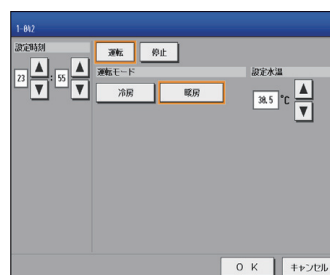 1-042
設定時刻
運転 停止
23 : 55
運転モード
設定水温
冷房 暖房
38.5 °C
OK キャンセル